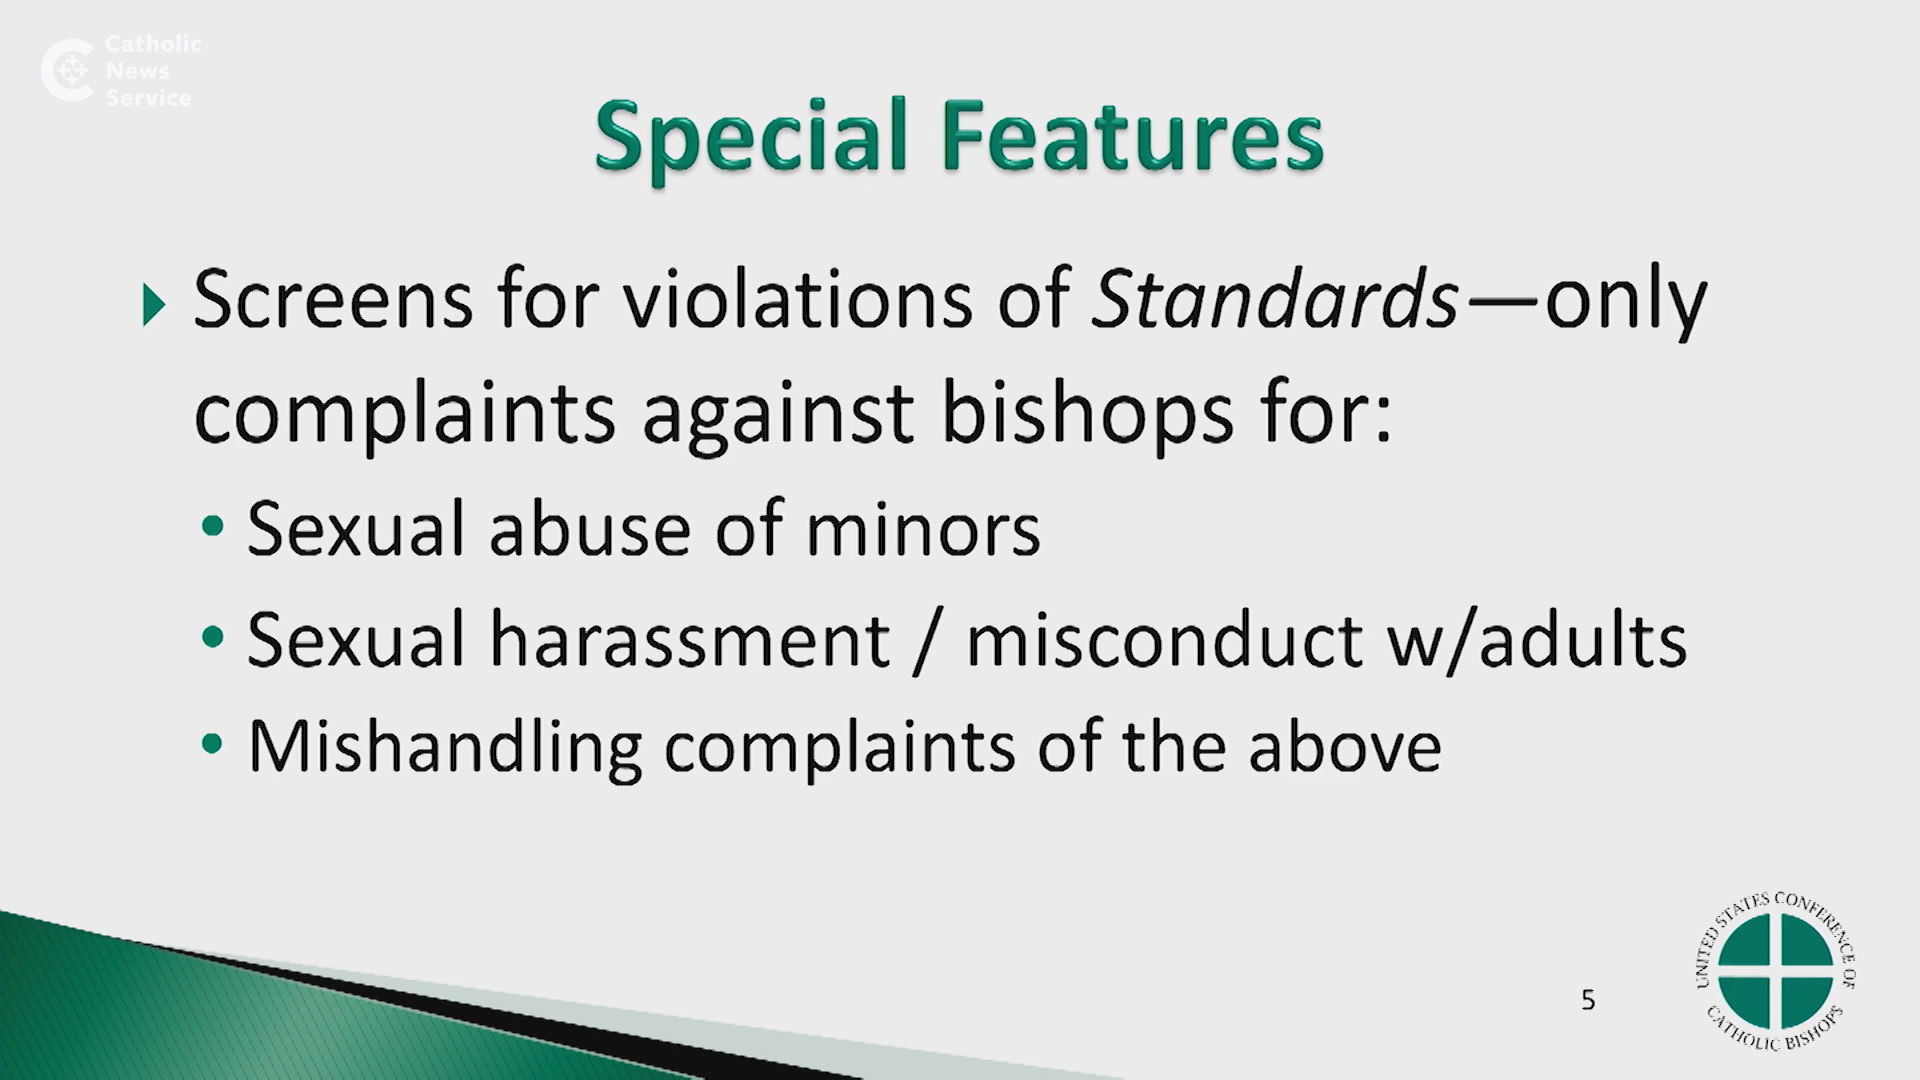 Catholic
News
Service
Special Features
Screens for violations of Standards—only
complaints against bishops for:
• Sexual abuse of minors
• Sexual harassment / misconduct w/adults
• Mishandling complaints of the above
5
UNITED STATES CONFERENCE OF
CATHOLIC BISHOPS